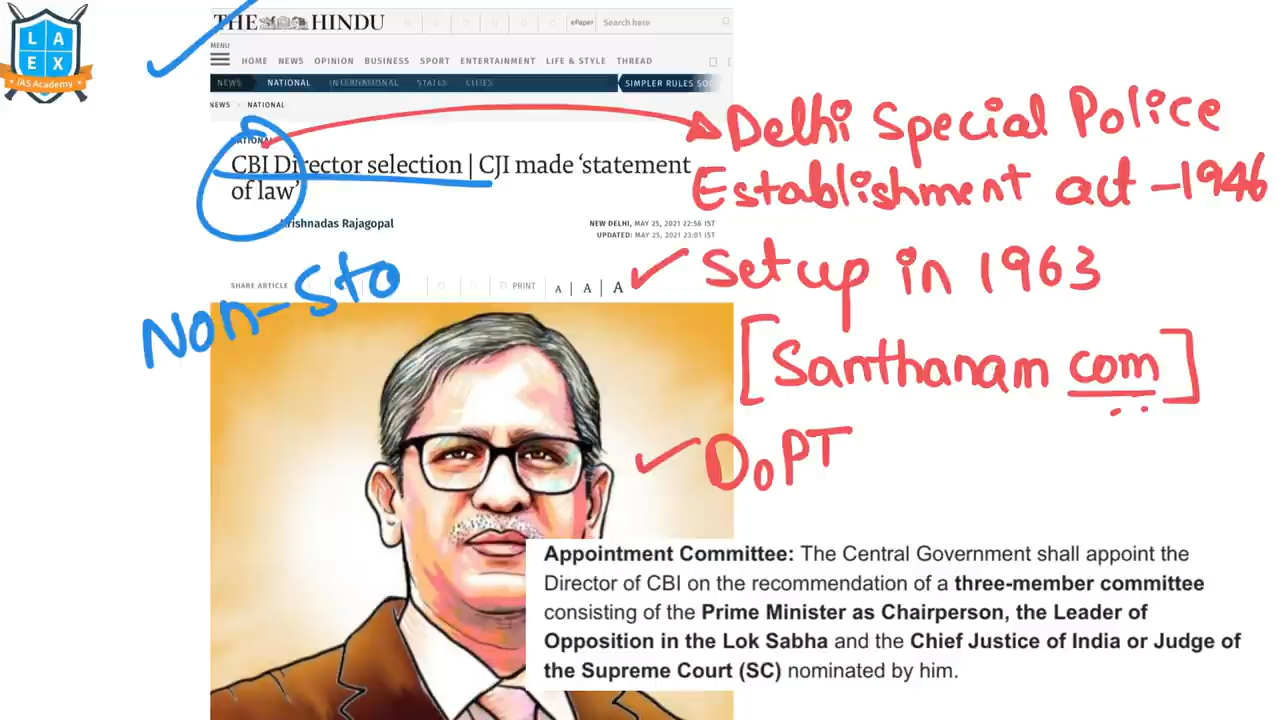 LA
EX
IAS Academy
THE HINDU
ePaper
Search here
MENU
HOME NEWS OPINION BUSINESS SPORT ENTERTAINMENT LIFE & STYLE THREAD
NEWS NATIONAL INTERNATIONAL STATES CITIES
SIMPLER RULES
NEWS NATIONAL
NATIONAL
CBI Director selection | CJI made ‘statement
of law’
Krishnadas Rajagopal
NEW DELHI, MAY 25, 2021 22:56 IST
UPDATED: MAY 25, 2021 23:01 IST
SHARE ARTICLE
PRINT
A | A | A
Non-Sto
Delhi Special Police
Establishment act - 1946
Setup in 1963
[Santhanam com]
DoPT
Appointment Committee: The Central Government shall appoint the
Director of CBI on the recommendation of a three-member committee
consisting of the Prime Minister as Chairperson, the Leader of
Opposition in the Lok Sabha and the Chief Justice of India or Judge of
the Supreme Court (SC) nominated by him.